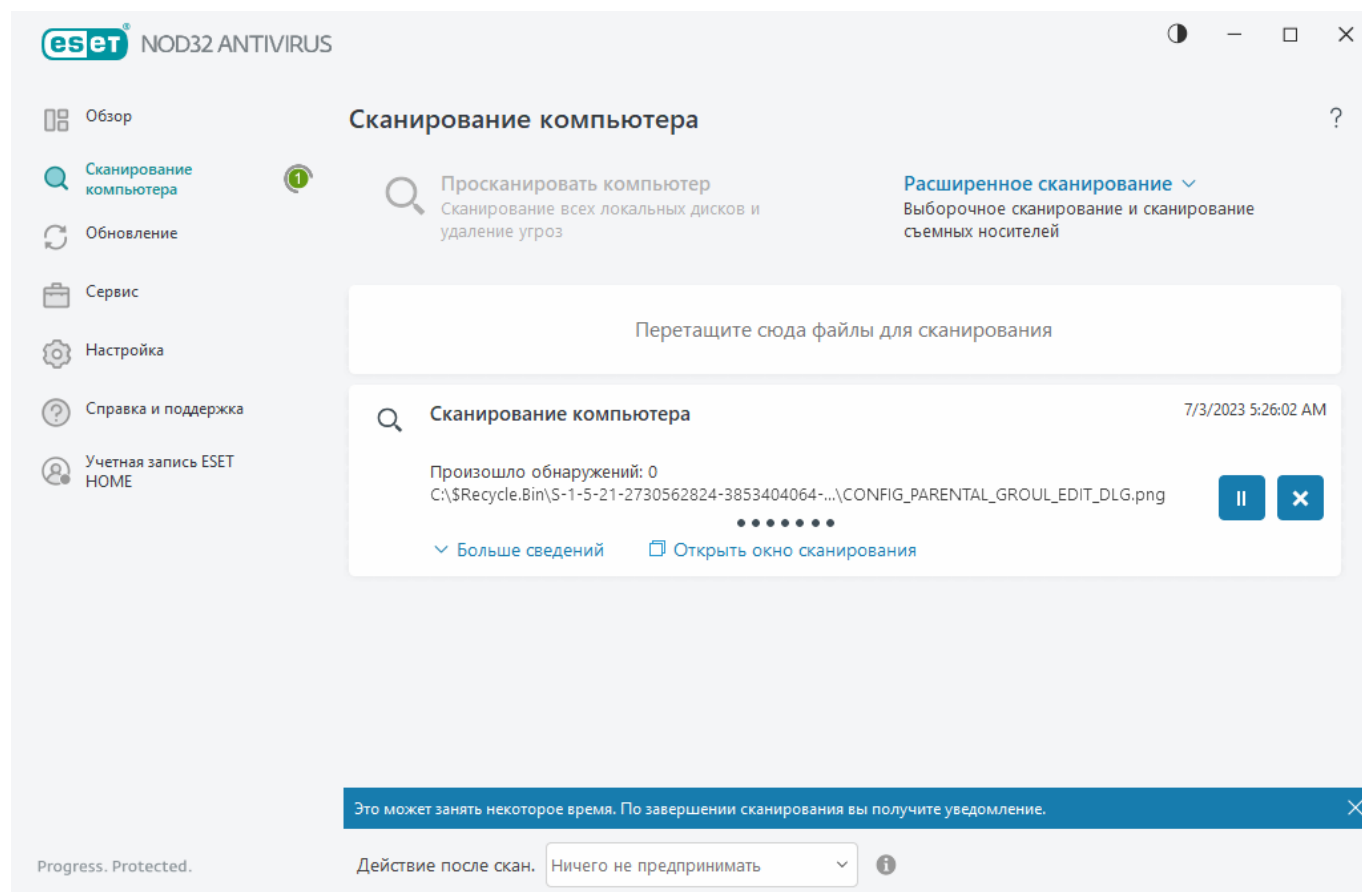 eset® NOD32 ANTIVIRUS
Обзор
Сканирование
компьютера
1
Обновление
Сервис
Настройка
Справка и поддержка
Учетная запись ESET
HOME
Progress. Protected.
Сканирование компьютера
?
Просканировать компьютер
Сканирование всех локальных дисков и
удаление угроз
Расширенное сканирование
Выборочное сканирование и сканирование
съемных носителей
Перетащите сюда файлы для сканирования
Сканирование компьютера
7/3/2023 5:26:02 AM
Произошло обнаружений: 0
C:\$Recycle.Bin\S-1-5-21-2730562824-3853404064-...\CONFIG_PARENTAL_GROUL_EDIT_DLG.png
Больше сведений
Открыть окно сканирования
Это может занять некоторое время. По завершении сканирования вы получите уведомление.
Действие после скан. Ничего не предпринимать